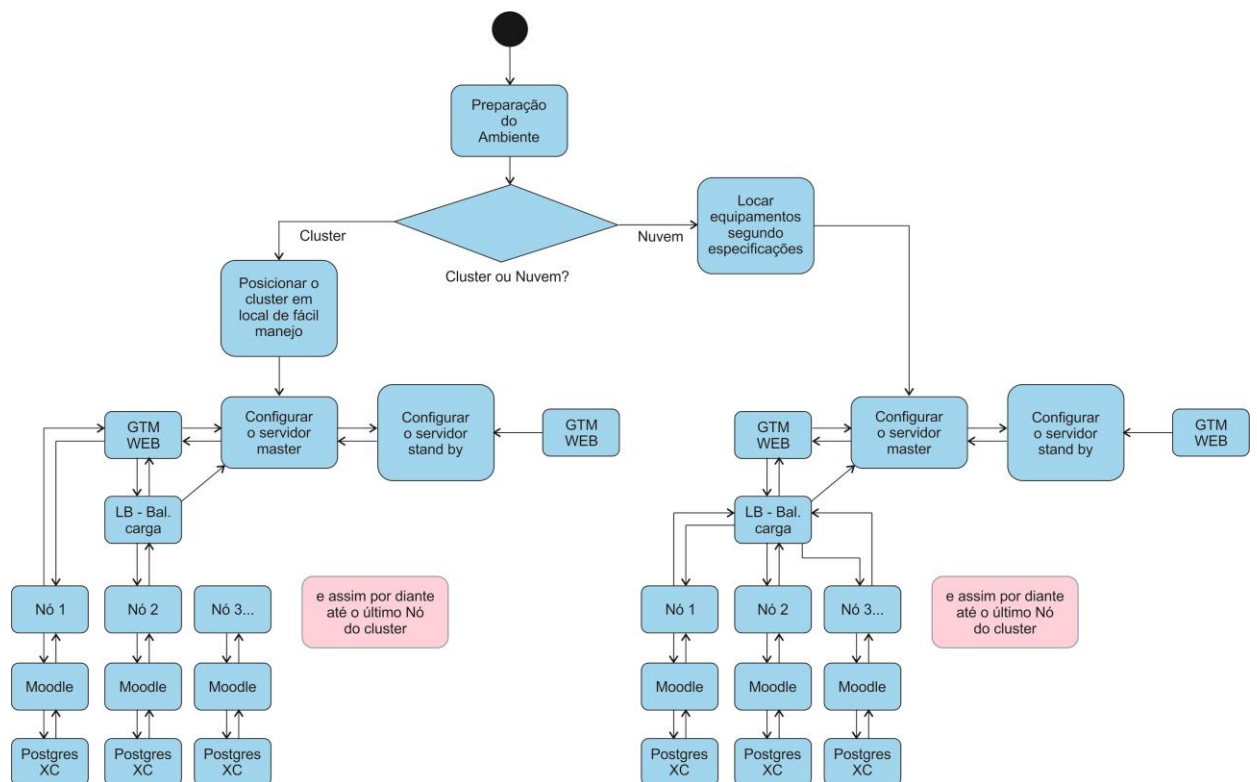 Preparação
do
Ambiente
Locar
equipamentos
segundo
especificações
Cluster
Nuvem
Cluster ou Nuvem?
Posicionar o
cluster em
local de fácil
manejo
GTM
WEB
Configurar
o servidor
master
Configurar
o servidor
stand by
GTM
WEB
LB - Bal.
carga
Nó 1
Nó 2
Nó 3...
e assim por diante
até o último Nó
do cluster
Moodle
Moodle
Moodle
Postgres
XC
Postgres
XC
Postgres
XC
GTM
WEB
Configurar
o servidor
master
Configurar
o servidor
stand by
GTM
WEB
LB - Bal.
carga
Nó 1
Nó 2
Nó 3...
e assim por diante
até o último Nó
do cluster
Moodle
Moodle
Moodle
Postgres
XC
Postgres
XC
Postgres
XC